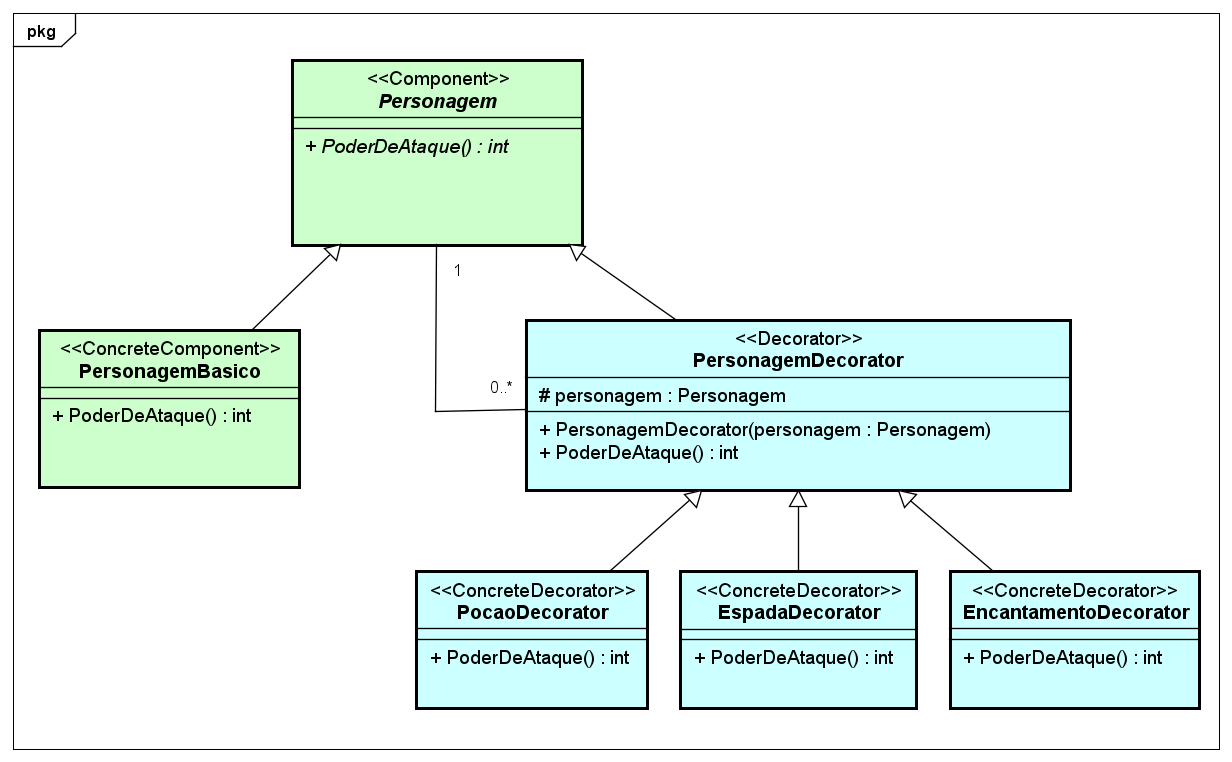 pkg
<<Component>>
Personagem
+ PoderDeAtaque() : int
1
0..*
<<ConcreteComponent>>
PersonagemBasico
+ PoderDeAtaque() : int
<<Decorator>>
PersonagemDecorator
# personagem : Personagem
+ PersonagemDecorator(personagem : Personagem)
+ PoderDeAtaque() : int
<<ConcreteDecorator>>
PocaoDecorator
+ PoderDeAtaque() : int
<<ConcreteDecorator>>
EspadaDecorator
+ PoderDeAtaque() : int
<<ConcreteDecorator>>
EncantamentoDecorator
+ PoderDeAtaque() : int